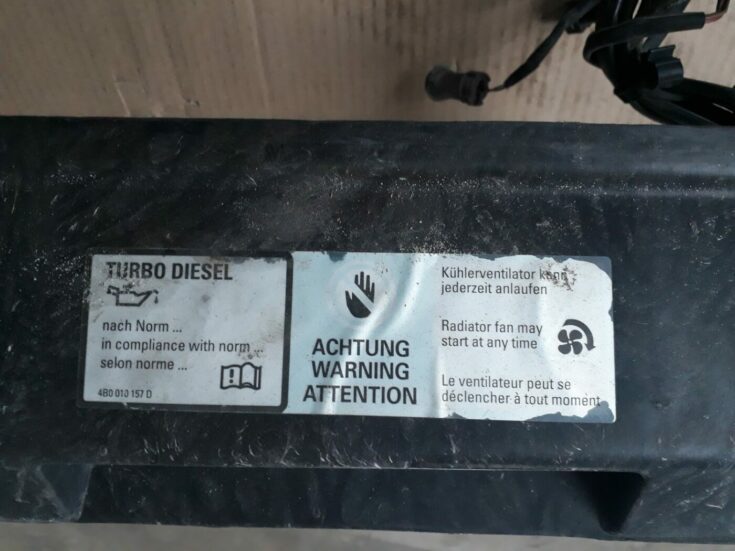 TURBO DIESEL
nach Norm ...
in compliance with norm ...
selon norme ...
4B0 010 157 D
ACHTUNG
WARNING
ATTENTION
Kühlerventilator kann
jederzeit anlaufen
Radiator fan may
start at any time
Le ventilateur peut se
déclencher à tout moment